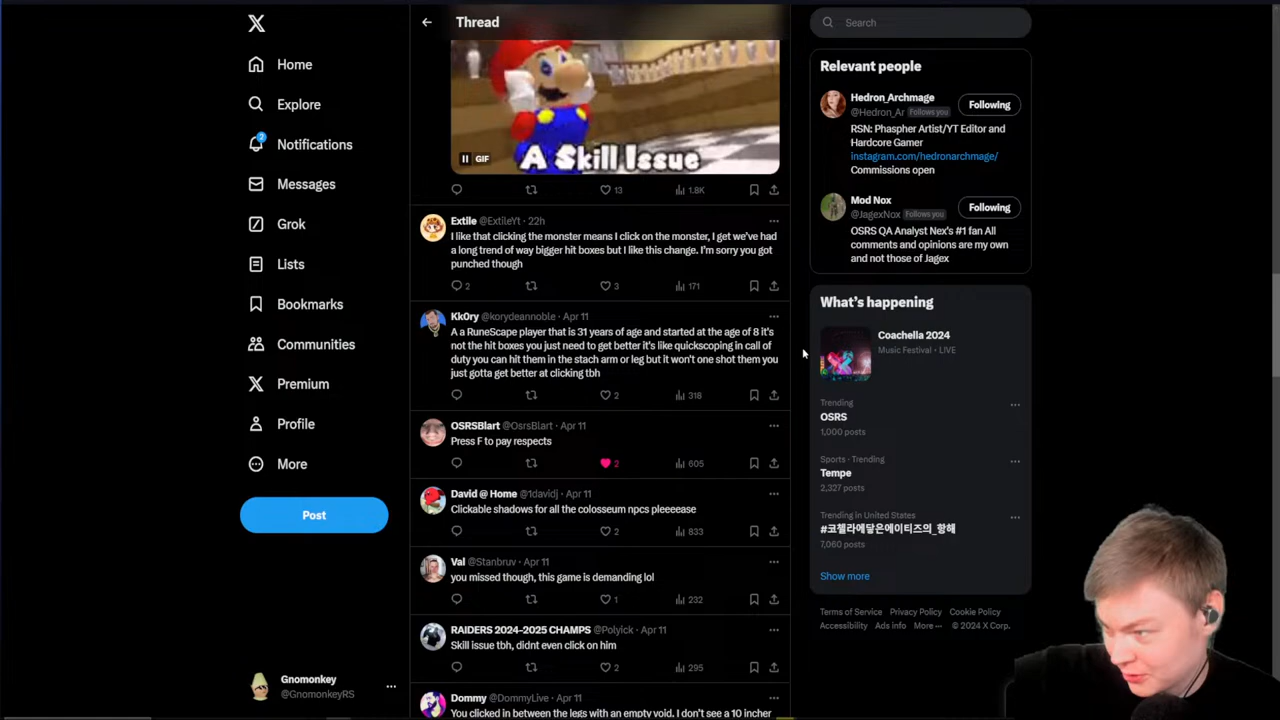 Thread
Home
Explore
2
Notifications
Messages
Grok
Lists
Bookmarks
Communities
Premium
Profile
More
Post
Gnomonkey
@GnomonkeyRS
A Skill Issue
GIF
13
1.8K
Extile @ExtileYt · 22h
I like that clicking the monster means I click on the monster, I get we've had
a long trend of way bigger hit boxes but I like this change. I'm sorry you got
punched though
2
3
171
Kk0ry @korydeannoble · Apr 11
A a RuneScape player that is 31 years of age and started at the age of 8 it's
not the hit boxes you just need to get better it's like quickscoping in call of
duty you can hit them in the stach arm or leg but it won't one shot them you
just gotta get better at clicking tbh
2
318
OSRSBlart @OsrsBlart · Apr 11
Press F to pay respects
2
605
David @ Home @1davidj · Apr 11
Clickable shadows for all the colosseum npcs pleeeease
2
833
Val @Stanbruv · Apr 11
you missed though, this game is demanding lol
1
232
RAIDERS 2024-2025 CHAMPS @Polyick · Apr 11
Skill issue tbh, didnt even click on him
2
295
Dommy @DommyLive · Apr 11
You clicked in between the legs with an empty void. I don't see a 10 incher
Search
Relevant people
Hedron_Archmage
@Hedron_Ar Follows you
Following
RSN: Phaspher Artist/YT Editor and
Hardcore Gamer
instagram.com/hedronarchmage/
Commissions open
Mod Nox
@JagexNox Follows you
Following
OSRS QA Analyst Nex's #1 fan All
comments and opinions are my own
and not those of Jagex
What's happening
Coachella 2024
Music Festival · LIVE
Trending
OSRS
1,000 posts
Sports · Trending
Tempe
2,327 posts
Trending in United States
#코첼라에닿은에이티즈의_항해
7,060 posts
Show more
Terms of Service Privacy Policy Cookie Policy
Accessibility Ads info More ··· © 2024 X Corp.